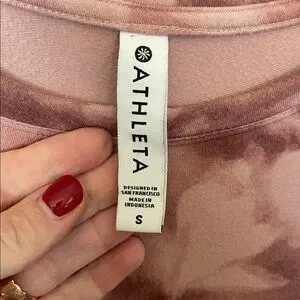 ATHLETA
DESIGNED IN
SAN FRANCISCO
MADE IN
INDONESIA
S